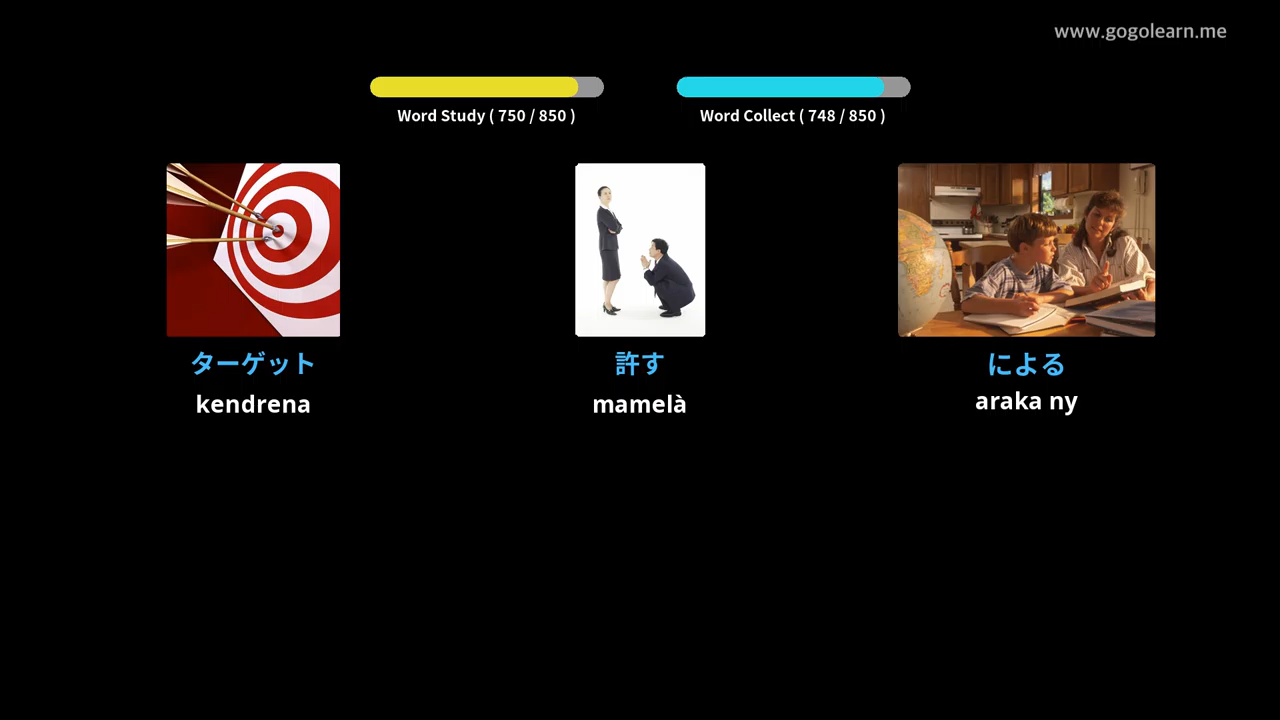 www.gogolearn.me
Word Study ( 750 / 850 )
Word Collect ( 748 / 850 )
ターゲット
許す
による
kendrena
mamelà
araka ny